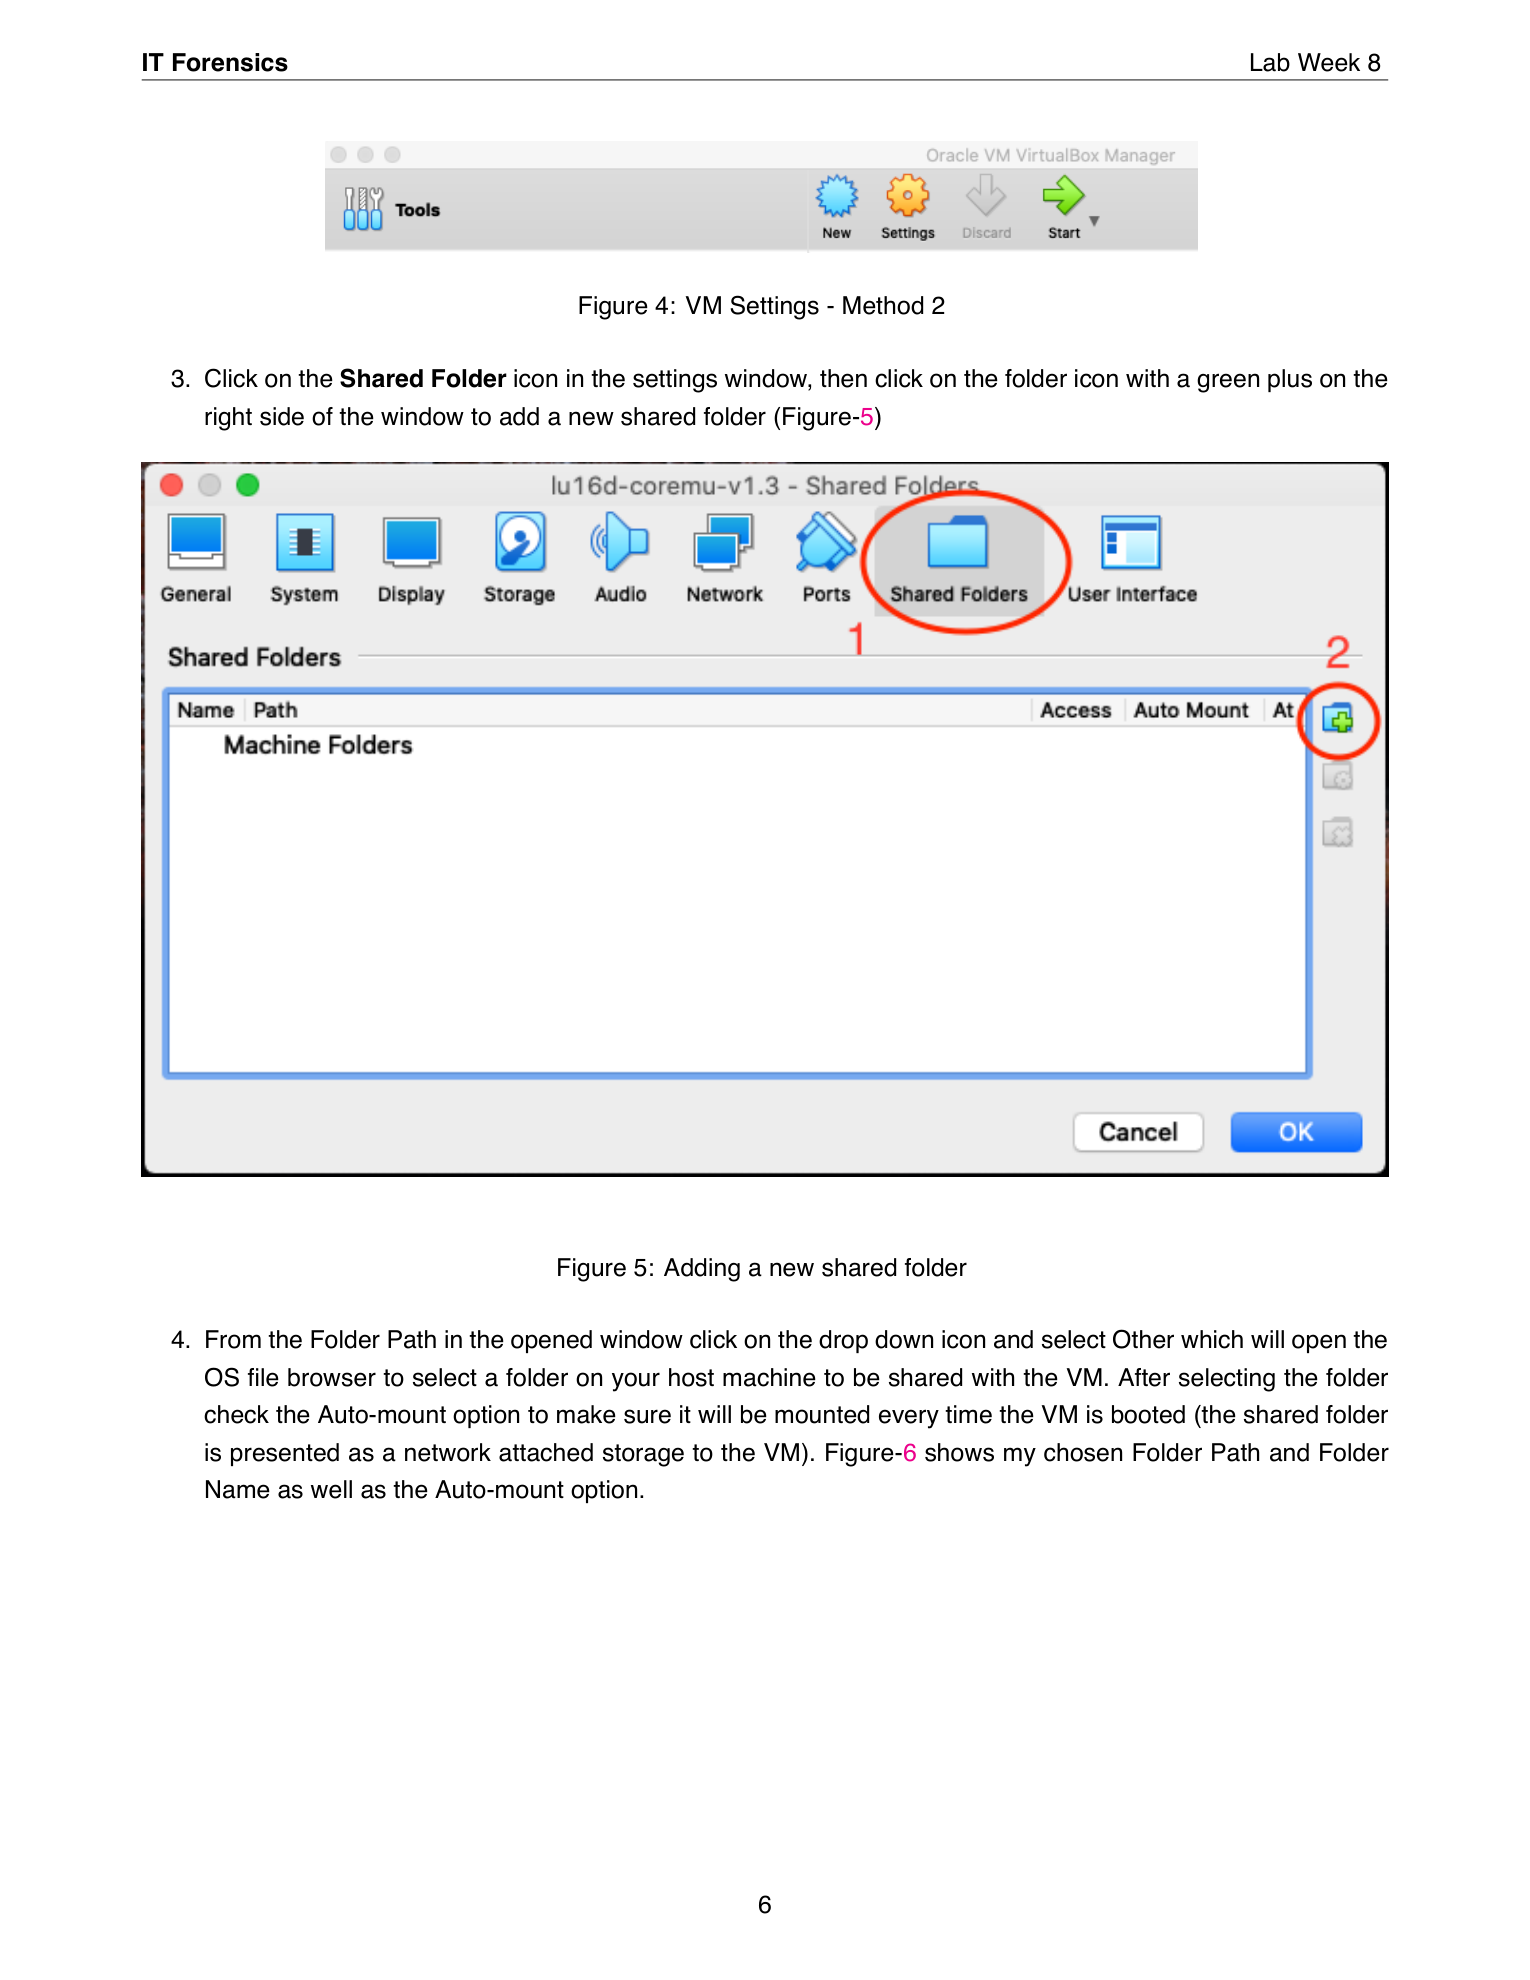 IT Forensics Lab Week 8
Oracle VM VirtualBox Manager
Tools New Settings Discard Start
Figure 4: VM Settings - Method 2
3. Click on the Shared Folder icon in the settings window, then click on the folder icon with a green plus on the
right side of the window to add a new shared folder (Figure-5)
lu16d-coremu-v1.3 - Shared Folders
General System Display Storage Audio Network Ports Shared Folders User Interface
1
2
Shared Folders
Name Path Access Auto Mount At
Machine Folders
Cancel OK
Figure 5: Adding a new shared folder
4. From the Folder Path in the opened window click on the drop down icon and select Other which will open the
OS file browser to select a folder on your host machine to be shared with the VM. After selecting the folder
check the Auto-mount option to make sure it will be mounted every time the VM is booted (the shared folder
is presented as a network attached storage to the VM). Figure-6 shows my chosen Folder Path and Folder
Name as well as the Auto-mount option.
6